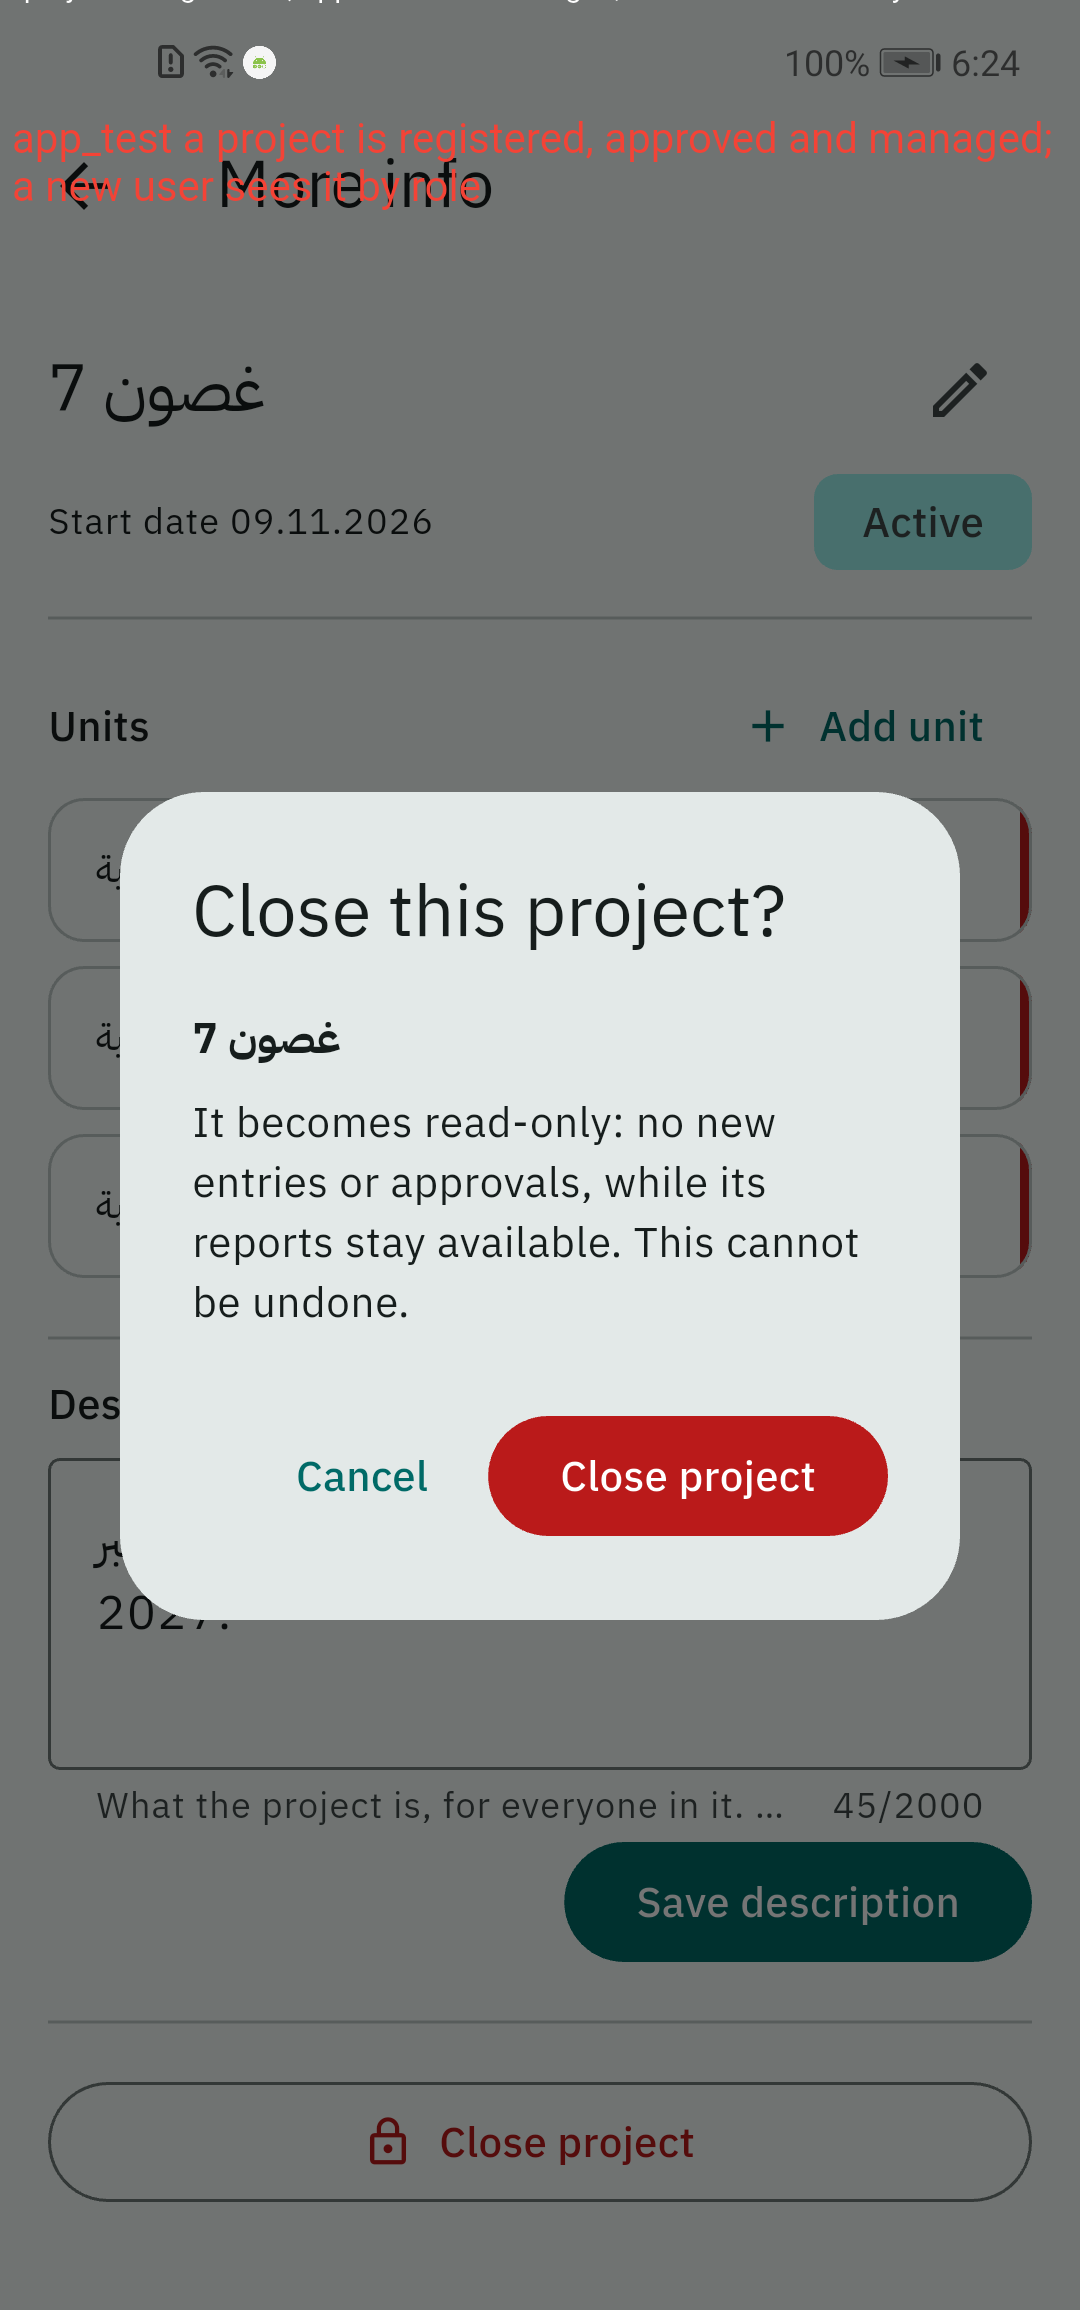 100% 6:24
app_test a project is registered, approved and managed;
a new user sees it by role
More info
غصون 7
Start date 09.11.2026
Active
Units
+ Add unit
Close this project?
غصون 7
It becomes read-only: no new
entries or approvals, while its
reports stay available. This cannot
be undone.
Cancel
Close project
2027.
What the project is, for everyone in it. ...
45/2000
Save description
Close project